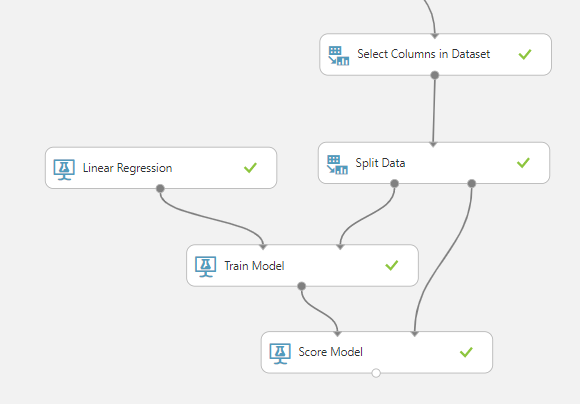 Select Columns in Dataset
Linear Regression
Split Data
Train Model
Score Model